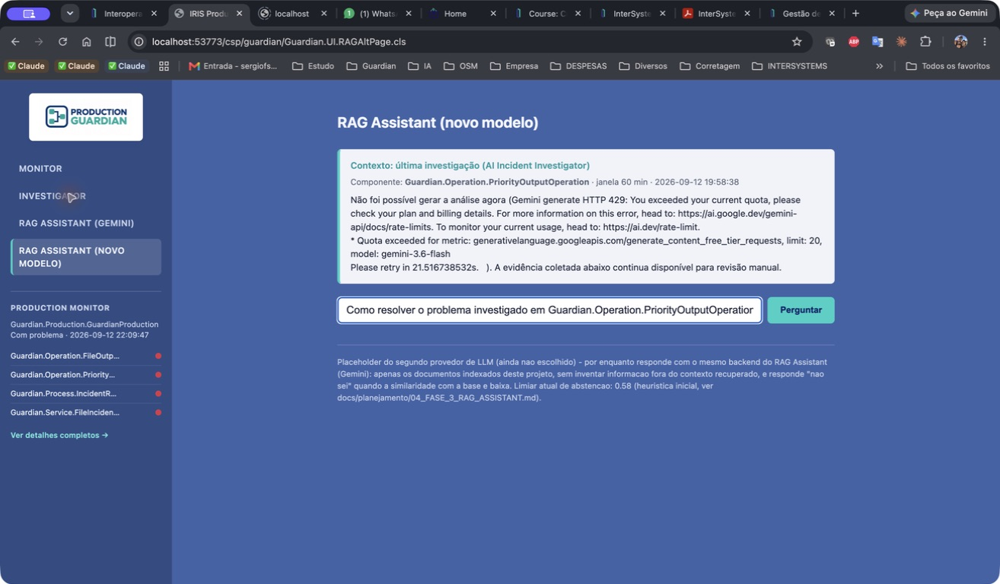 Interopera
IRIS Produ
localhost
(1) Whats
Home
Course: C
InterSyste
InterSyste
Gestão de
Peça ao Gemini
localhost:53773/csp/guardian/Guardian.UI.RAGAltPage.cls
ABP
Claude
Claude
Claude
Entrada - sergiofs...
Estudo
Guardian
IA
OSM
Empresa
DESPESAS
Diversos
Corretagem
INTERSYSTEMS
Todos os favoritos
PRODUCTION
GUARDIAN
MONITOR
INVESTIGATOR
RAG ASSISTANT (GEMINI)
RAG ASSISTANT (NOVO
MODELO)
PRODUCTION MONITOR
Guardian.Production.GuardianProduction
Com problema · 2026-09-12 22:09:47
Guardian.Operation.FileOutp...
Guardian.Operation.Priority...
Guardian.Process.IncidentR...
Guardian.Service.FileInciden...
Ver detalhes completos →
RAG Assistant (novo modelo)
Contexto: última investigação (AI Incident Investigator)
Componente: Guardian.Operation.PriorityOutputOperation · janela 60 min · 2026-09-12 19:58:38
Não foi possível gerar a análise agora (Gemini generate HTTP 429: You exceeded your current quota, please
check your plan and billing details. For more information on this error, head to: https://ai.google.dev/gemini-
api/docs/rate-limits. To monitor your current usage, head to: https://ai.dev/rate-limit.
* Quota exceeded for metric: generativelanguage.googleapis.com/generate_content_free_tier_requests, limit: 20,
model: gemini-3.6-flash
Please retry in 21.516738532s. ). A evidência coletada abaixo continua disponível para revisão manual.
Como resolver o problema investigado em Guardian.Operation.PriorityOutputOperation
Perguntar
Placeholder do segundo provedor de LLM (ainda nao escolhido) - por enquanto responde com o mesmo backend do RAG Assistant
(Gemini): apenas os documentos indexados deste projeto, sem inventar informacao fora do contexto recuperado, e responde "nao
sei" quando a similaridade com a base e baixa. Limiar atual de abstencao: 0.58 (heuristica inicial, ver
docs/planejamento/04_FASE_3_RAG_ASSISTANT.md).